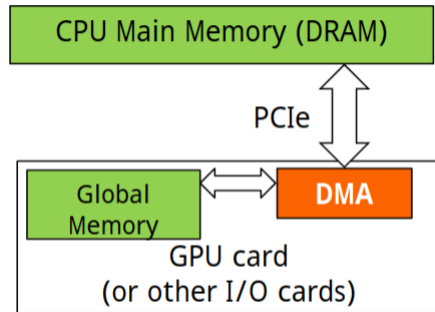 CPU Main Memory (DRAM)
PCIe
Global
Memory
DMA
GPU card
(or other I/O cards)